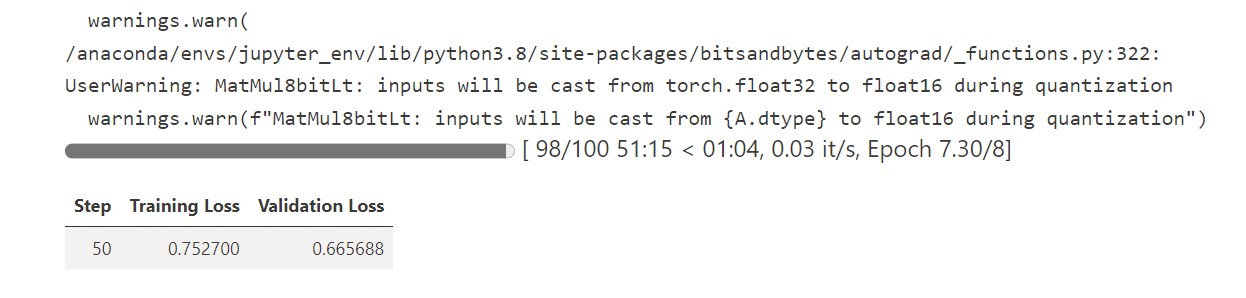 warnings.warn(
/anaconda/envs/jupyter_env/lib/python3.8/site-packages/bitsandbytes/autograd/_functions.py:322:
UserWarning: MatMul8bitLt: inputs will be cast from torch.float32 to float16 during quantization
warnings.warn(f"MatMul8bitLt: inputs will be cast from {A.dtype} to float16 during quantization")
[ 98/100 51:15 < 01:04, 0.03 it/s, Epoch 7.30/8]
Step Training Loss Validation Loss
50 0.752700 0.665688